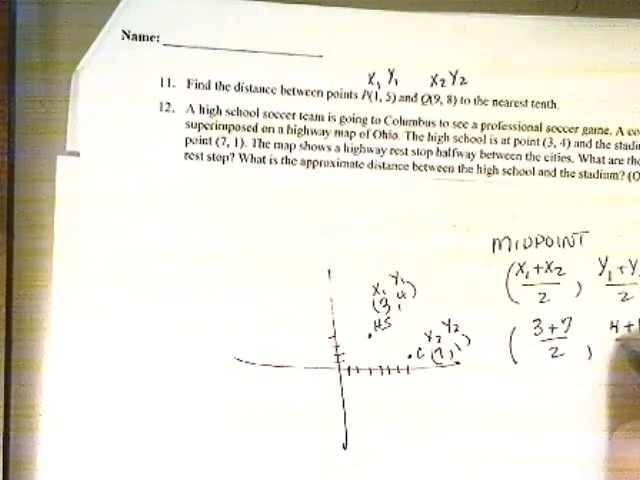 Name:
X₁ Y₁ X₂ Y₂
11. Find the distance between points P(1, 5) and Q(9, 8) to the nearest tenth.
12. A high school soccer team is going to Columbus to see a professional soccer game. A co
superimposed on a highway map of Ohio. The high school is at point (3, 4) and the stadi
point (7, 1). The map shows a highway rest stop halfway between the cities. What are the
rest stop? What is the approximate distance between the high school and the stadium? (O
MIDPOINT
(X₁+X₂/2, Y₁+Y
2
X₁ Y₁
(3, 4)
HS
X₂ Y₂
C (7, 1)
(3+7/2, 4+1